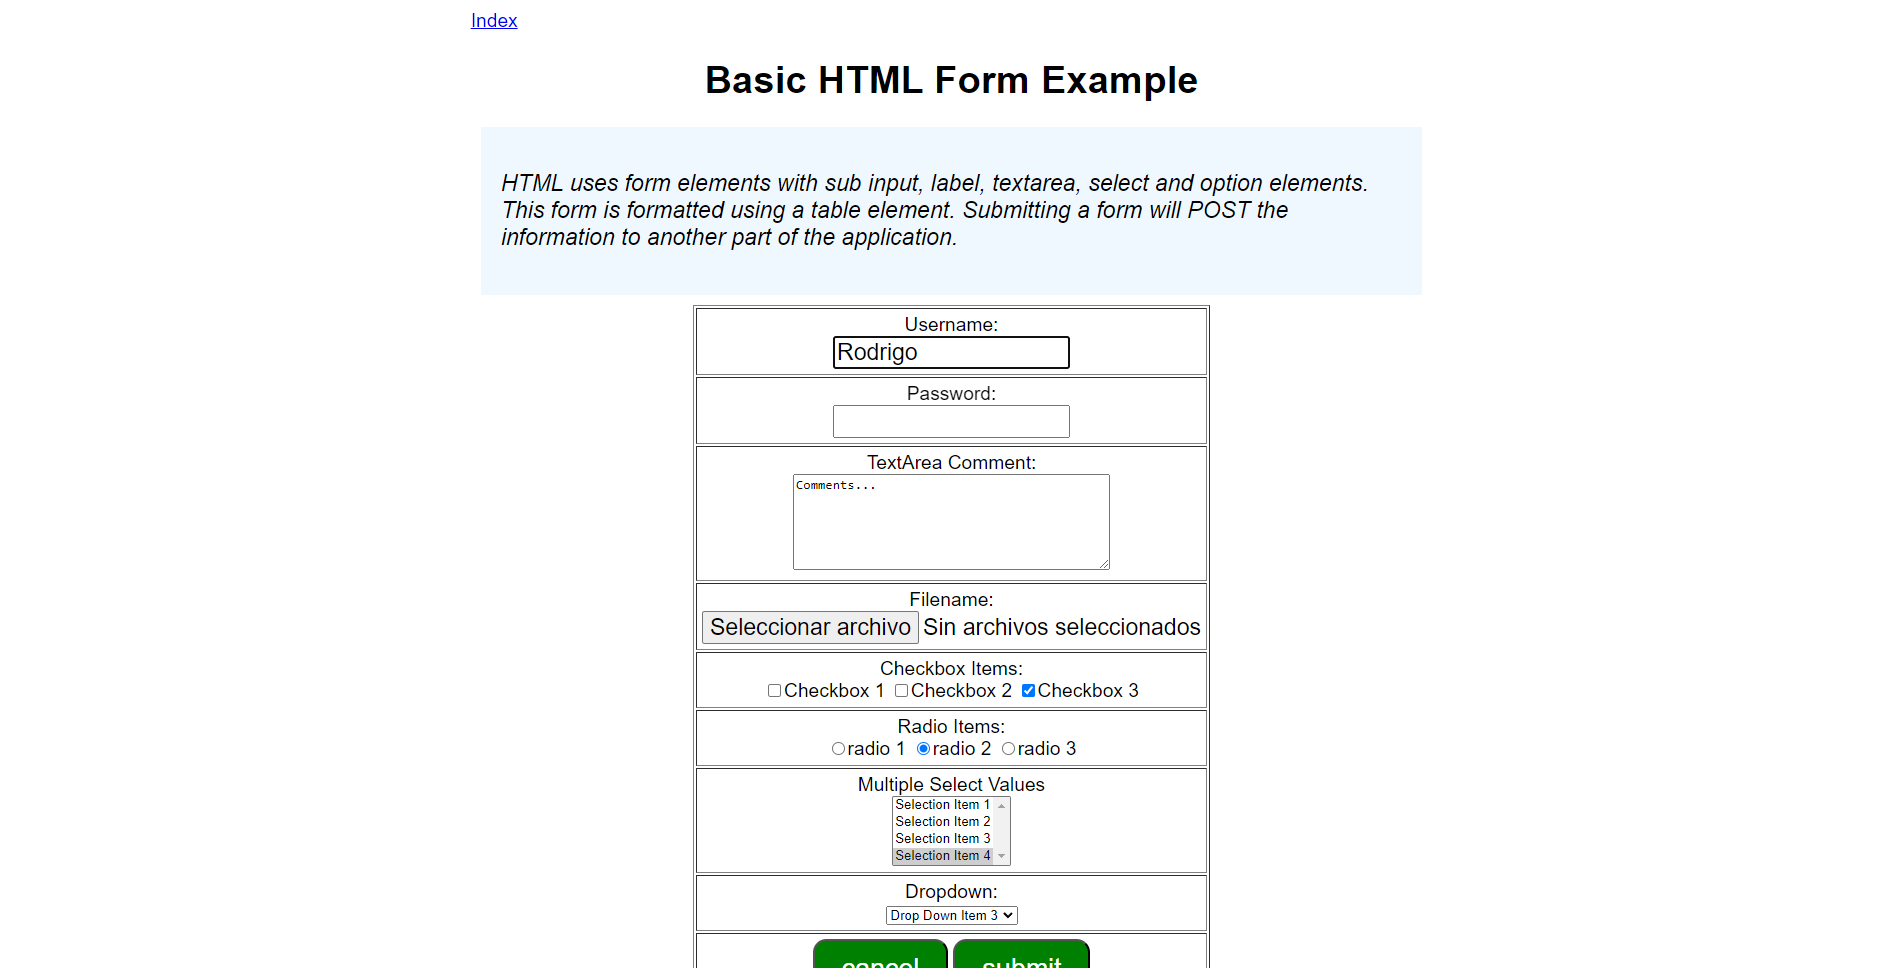 Index
Basic HTML Form Example
HTML uses form elements with sub input, label, textarea, select and option elements.
This form is formatted using a table element. Submitting a form will POST the
information to another part of the application.
Username:
Rodrigo
Password:
TextArea Comment:
Comments...
Filename:
Seleccionar archivo Sin archivos seleccionados
Checkbox Items:
Checkbox 1 Checkbox 2 Checkbox 3
Radio Items:
radio 1 radio 2 radio 3
Multiple Select Values
Selection Item 1
Selection Item 2
Selection Item 3
Selection Item 4
Dropdown:
Drop Down Item 3
cancel submit